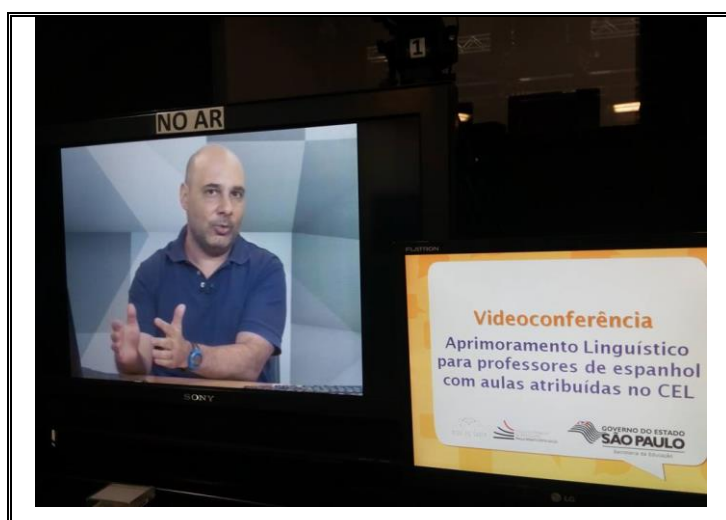 1
NO AR
SONY
FLATRON
Videoconferência
Aprimoramento Linguístico
para professores de espanhol
com aulas atribuídas no CEL
GOVERNO DO ESTADO
SÃO PAULO
Secretaria da Educação
LG